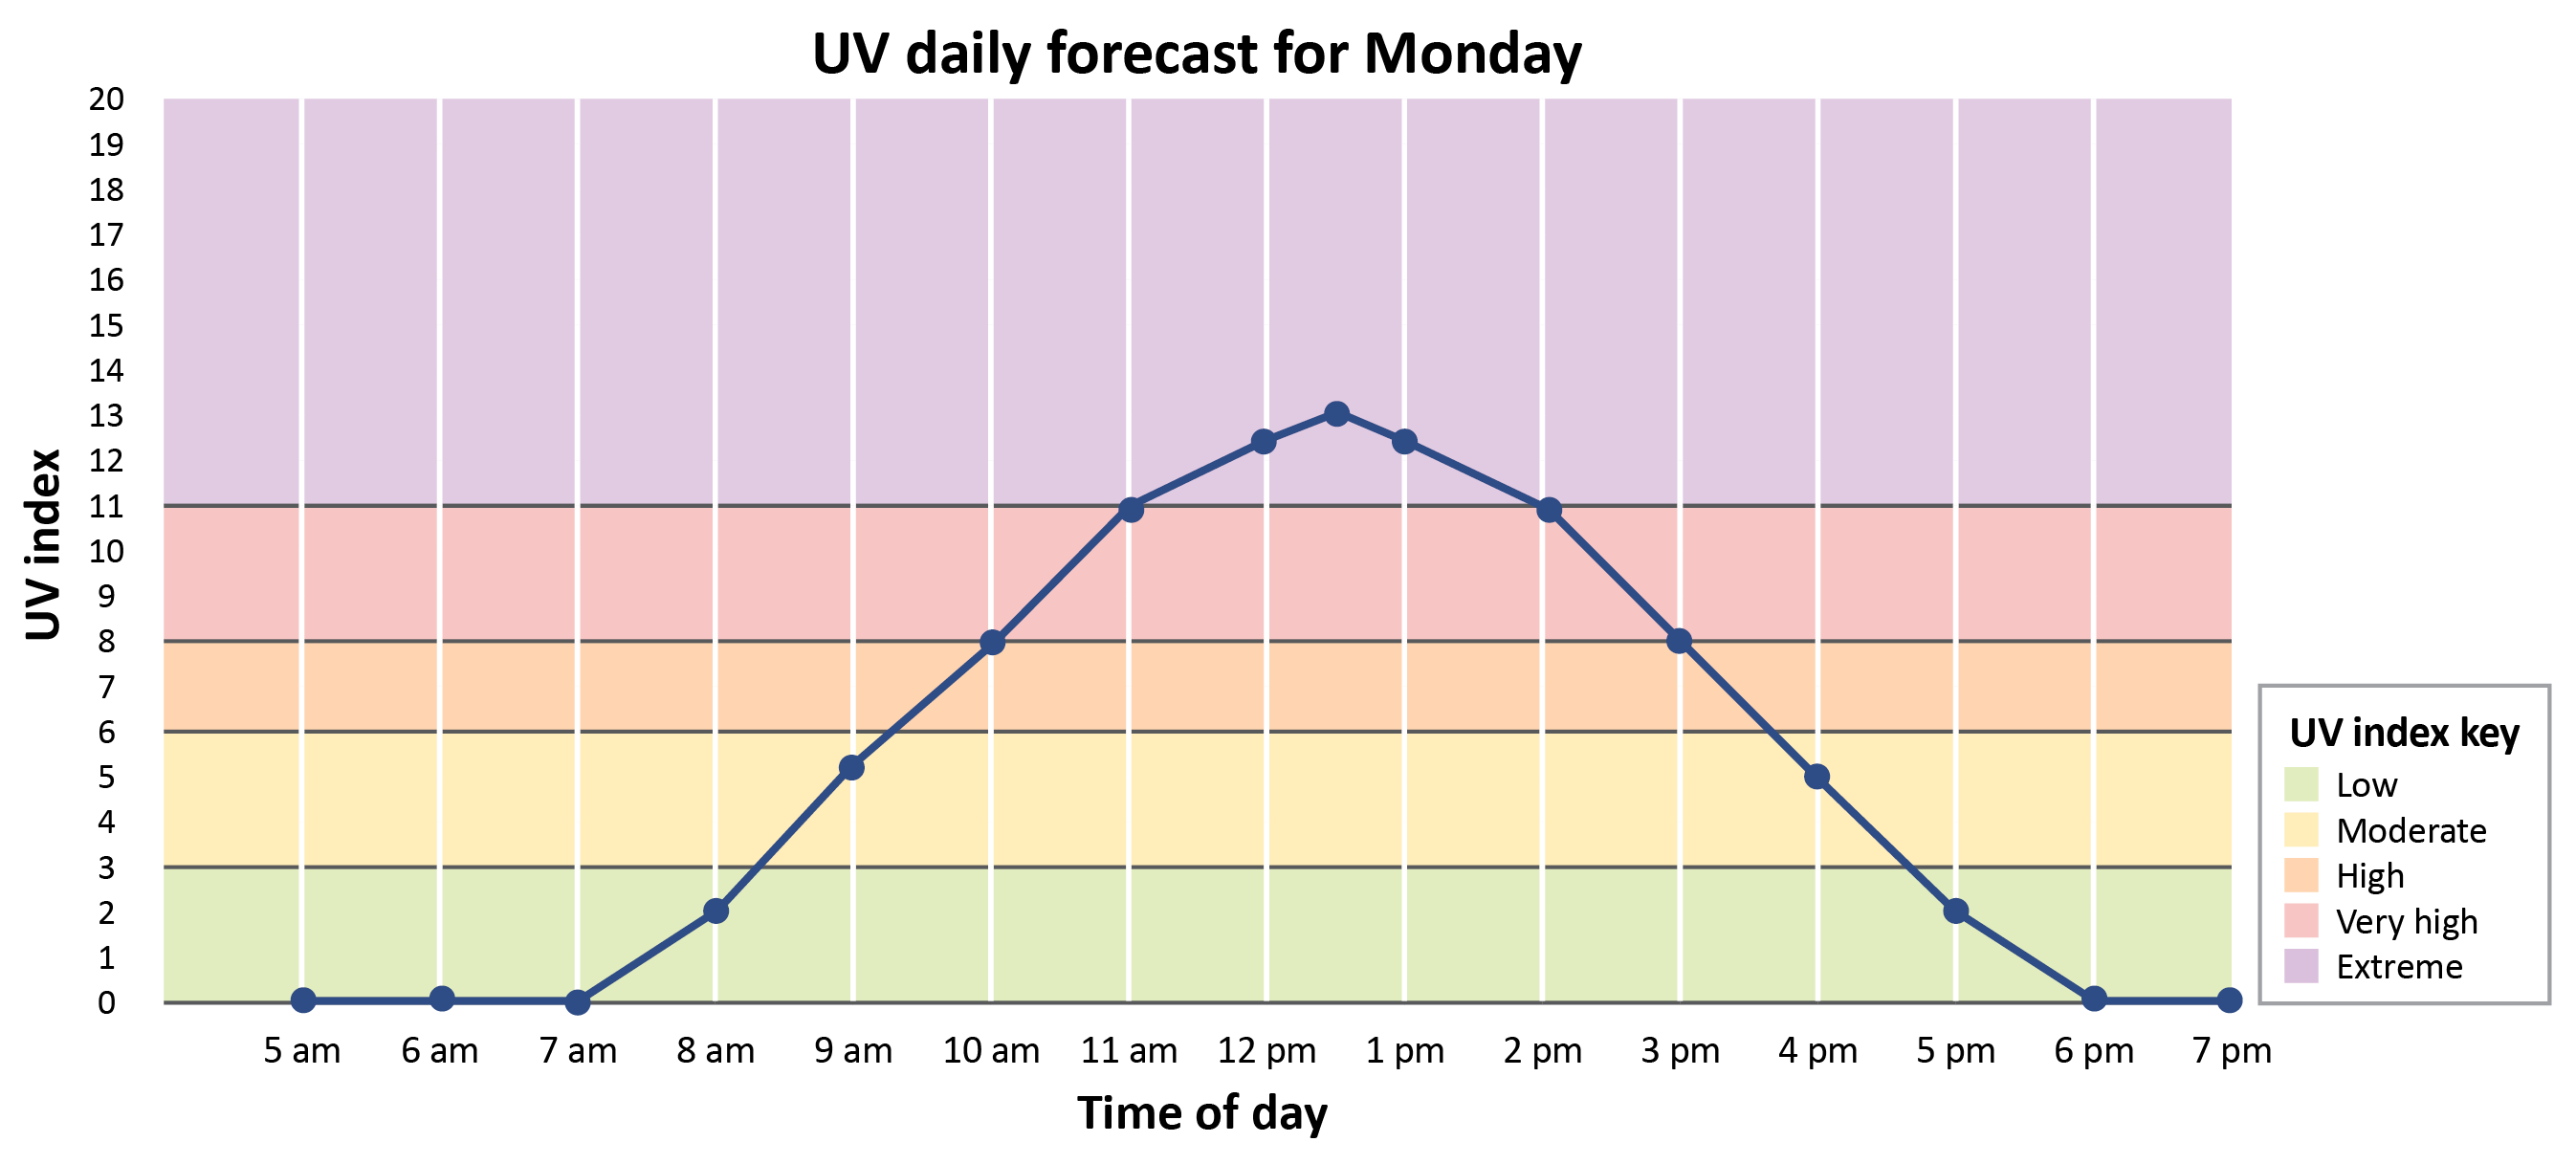 UV daily forecast for Monday
20
19
18
17
16
15
14
13
12
11
10
9
8
7
6
5
4
3
2
1
0
UV index
5 am 6 am 7 am 8 am 9 am 10 am 11 am 12 pm 1 pm 2 pm 3 pm 4 pm 5 pm 6 pm 7 pm
Time of day
UV index key
Low
Moderate
High
Very high
Extreme